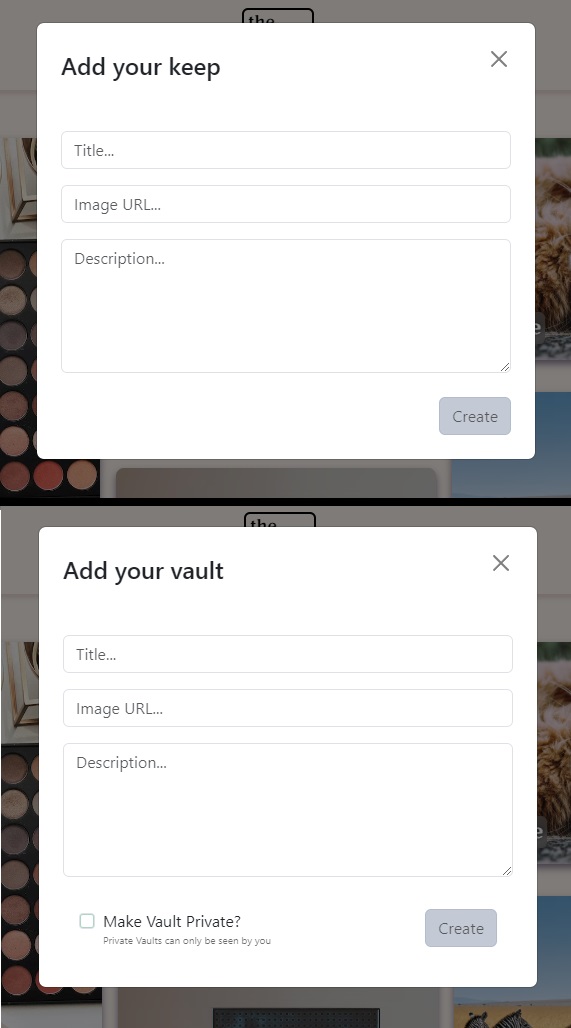 the
Add your keep
Title...
Image URL...
Description...
e
Create
the
Add your vault
Title...
Image URL...
Description...
e
Make Vault Private?
Private Vaults can only be seen by you
Create